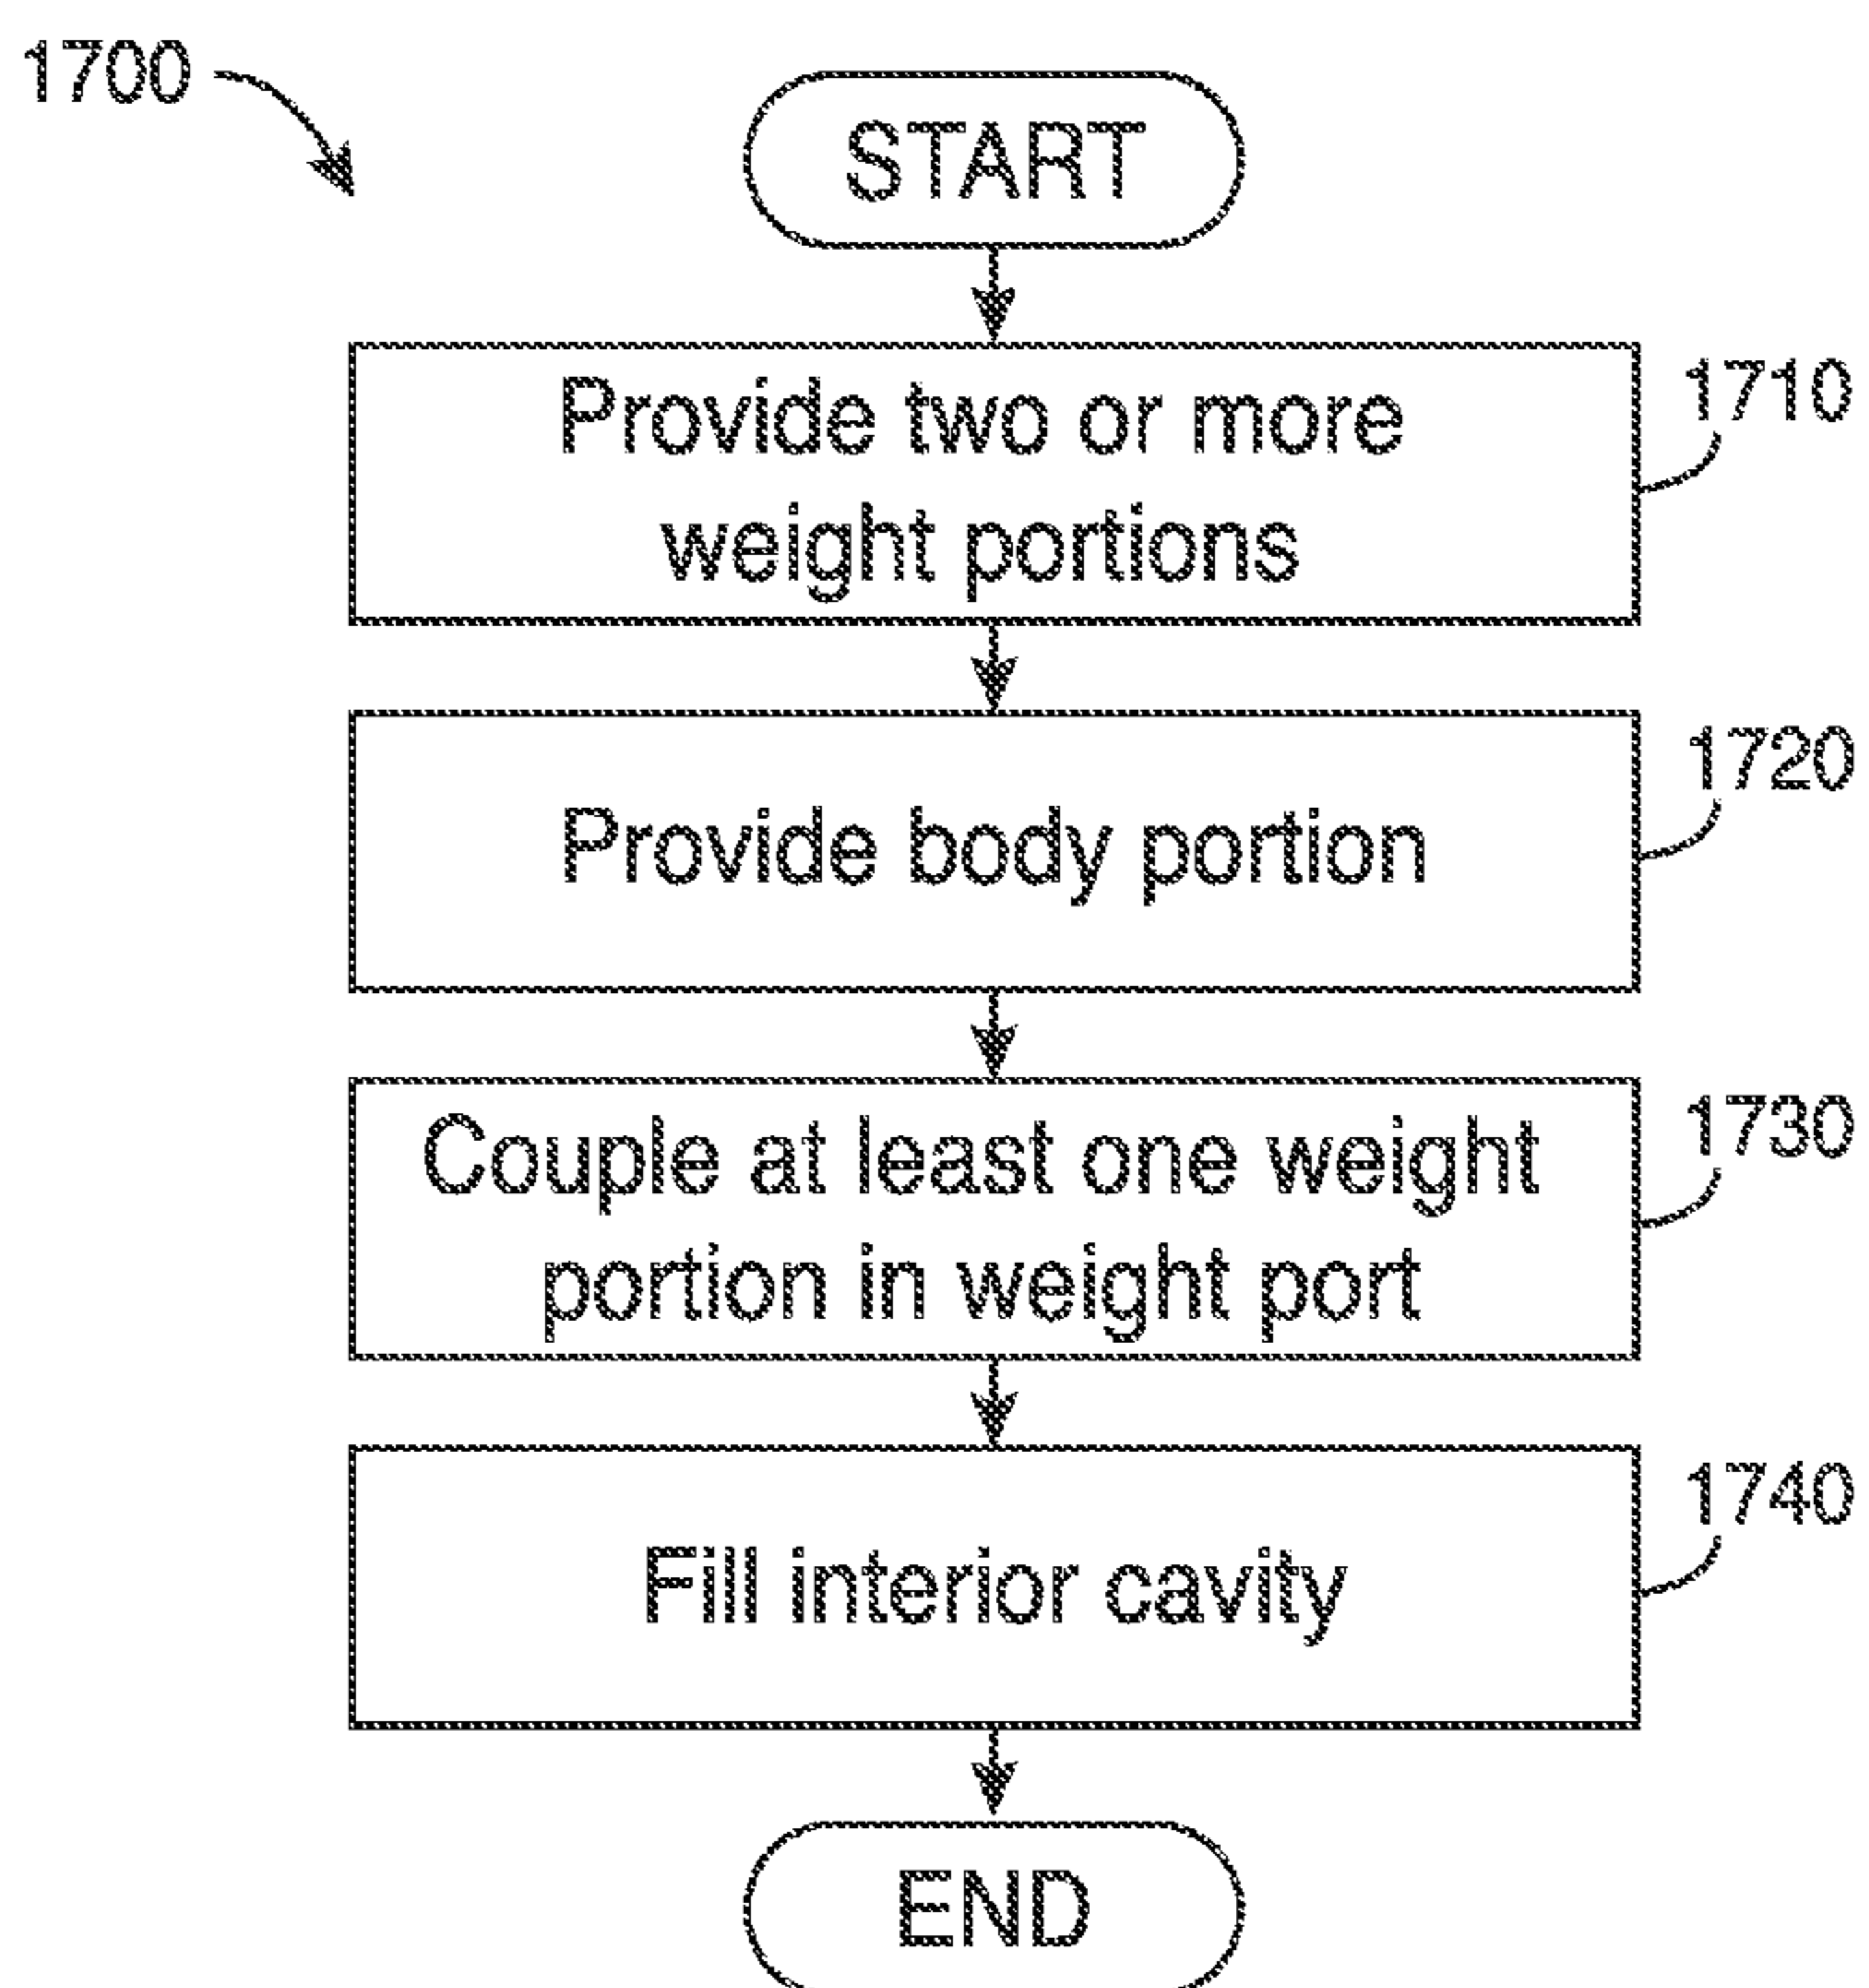 1700
START
Provide two or more
weight portions
1710
Provide body portion
1720
Couple at least one weight
portion in weight port
1730
Fill interior cavity
1740
END